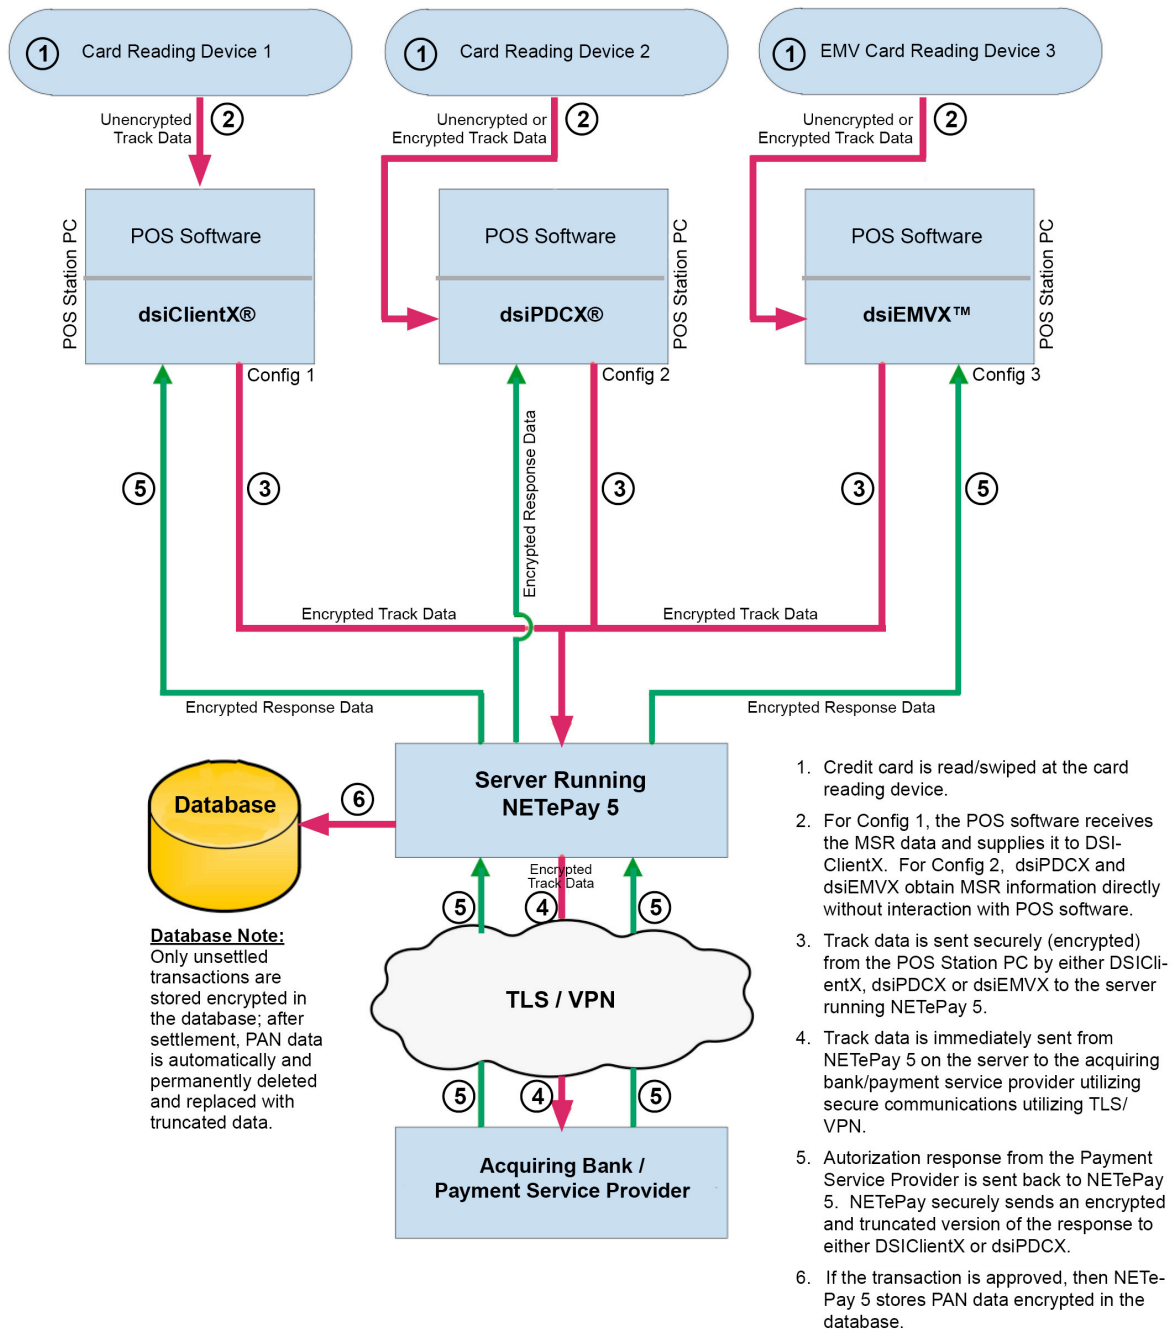 1 Card Reading Device 1
1 Card Reading Device 2
1 EMV Card Reading Device 3
Unencrypted
Track Data
2
Unencrypted or
Encrypted Track Data
2
Unencrypted or
Encrypted Track Data
2
POS Station PC
POS Software
dsiClientX®
Config 1
POS Software
dsiPDCX®
POS Station PC
Config 2
POS Software
dsiEMVX™
POS Station PC
Config 3
5
3
Encrypted Response Data
3
3
5
Encrypted Track Data
Encrypted Track Data
Encrypted Response Data
Encrypted Response Data
Server Running
NETePay 5
Database
6
Encrypted
Track Data
5
4
5
TLS / VPN
5
4
5
Acquiring Bank /
Payment Service Provider
Database Note:
Only unsettled
transactions are
stored encrypted in
the database; after
settlement, PAN data
is automatically and
permanently deleted
and replaced with
truncated data.
1. Credit card is read/swiped at the card
reading device.
2. For Config 1, the POS software receives
the MSR data and supplies it to DSI-
ClientX. For Config 2, dsiPDCX and
dsiEMVX obtain MSR information directly
without interaction with POS software.
3. Track data is sent securely (encrypted)
from the POS Station PC by either DSICli-
entX, dsiPDCX or dsiEMVX to the server
running NETePay 5.
4. Track data is immediately sent from
NETePay 5 on the server to the acquiring
bank/payment service provider utilizing
secure communications utilizing TLS/
VPN.
5. Autorization response from the Payment
Service Provider is sent back to NETePay
5. NETePay securely sends an encrypted
and truncated version of the response to
either DSIClientX or dsiPDCX.
6. If the transaction is approved, then NETe-
Pay 5 stores PAN data encrypted in the
database.